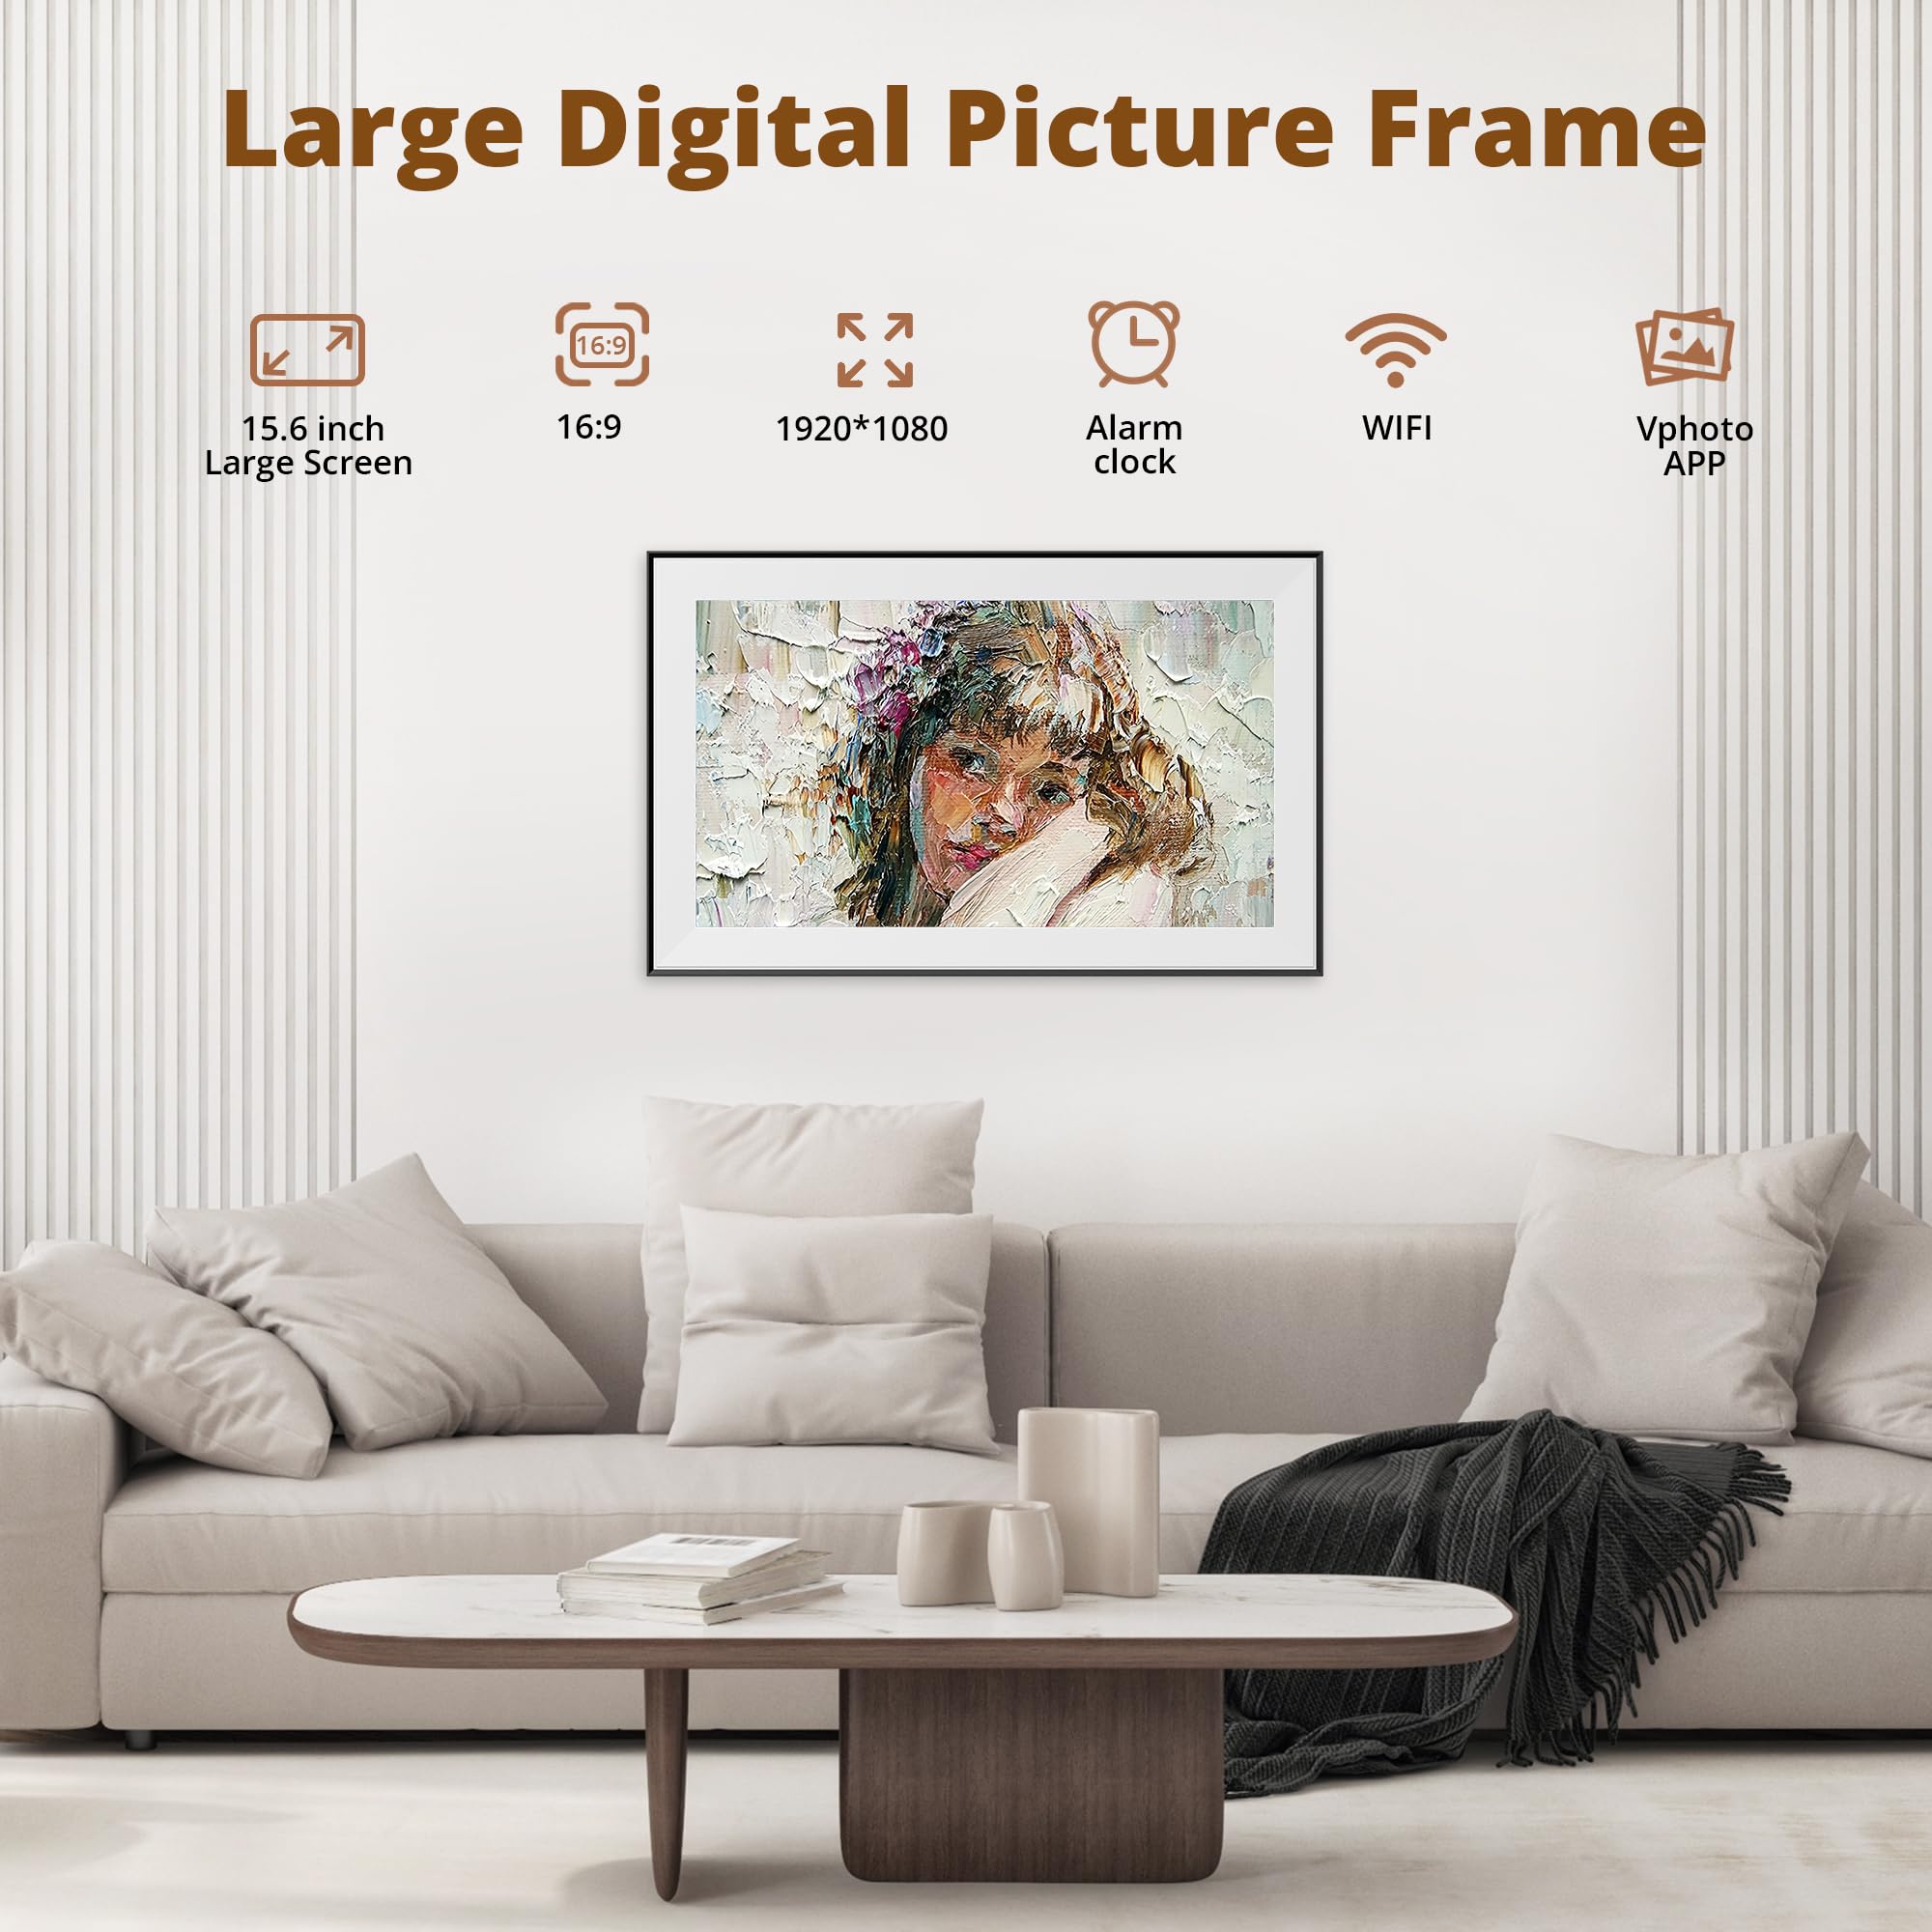 Large Digital Picture Frame
16:9
15.6 inch
Large Screen
16:9
1920*1080
Alarm
clock
WIFI
Vphoto
APP